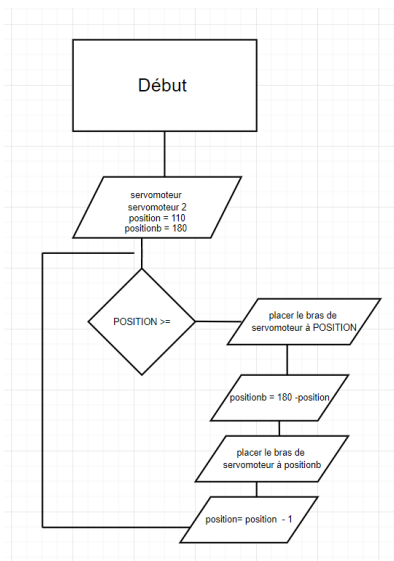 Début
servomoteur
servomoteur 2
position = 110
positionb = 180
POSITION >=
placer le bras de
servomoteur à POSITION
positionb = 180 -position
placer le bras de
servomoteur à positionb
position= position - 1